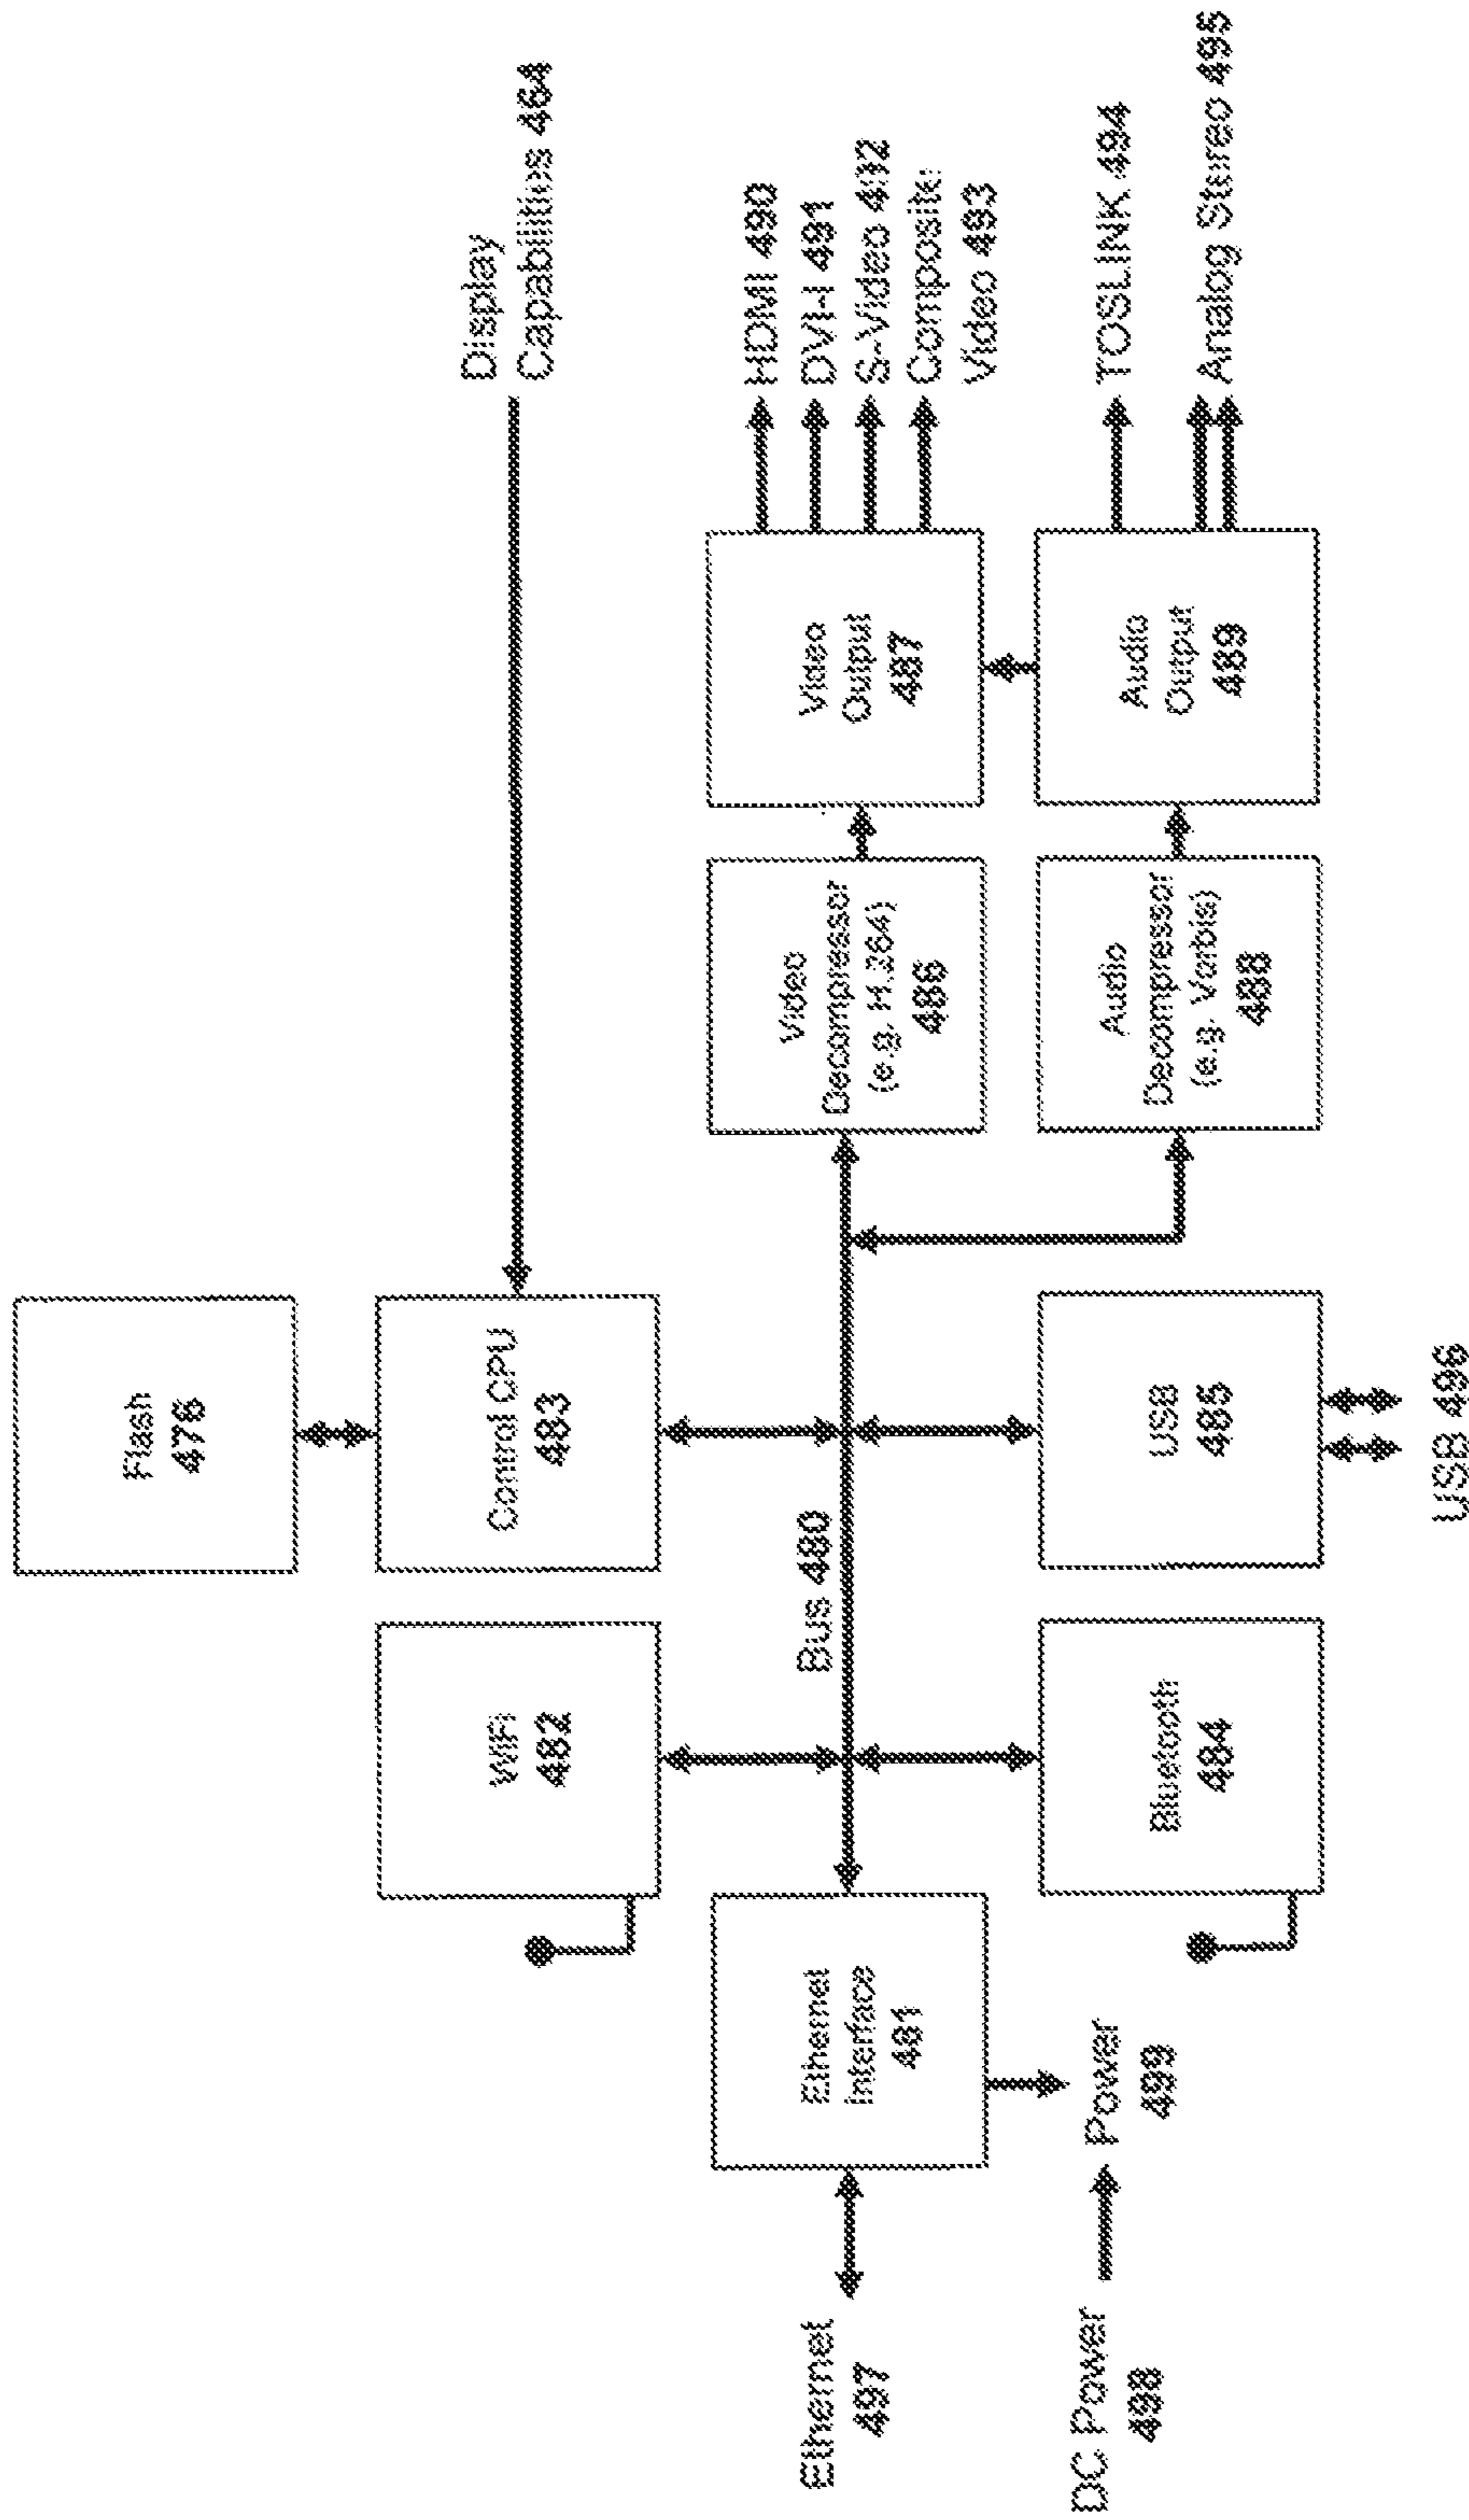 Flash
476
Display
Capabilities 464
WiFi
482
Control CPU
483
Bus 480
Ethernet
497
Ethernet
Interface
481
Video
Decompressor
(e.g. H.264)
486
Video
Output
487
HDMI 490
DVI-I 491
S-Video 492
Composite
Video 493
DC Power
498
Power
499
Bluetooth
484
USB
485
Audio
Decompressor
(e.g. Vorbis)
488
Audio
Output
489
TOSLINK 494
Analog Stereo 495
USB 496